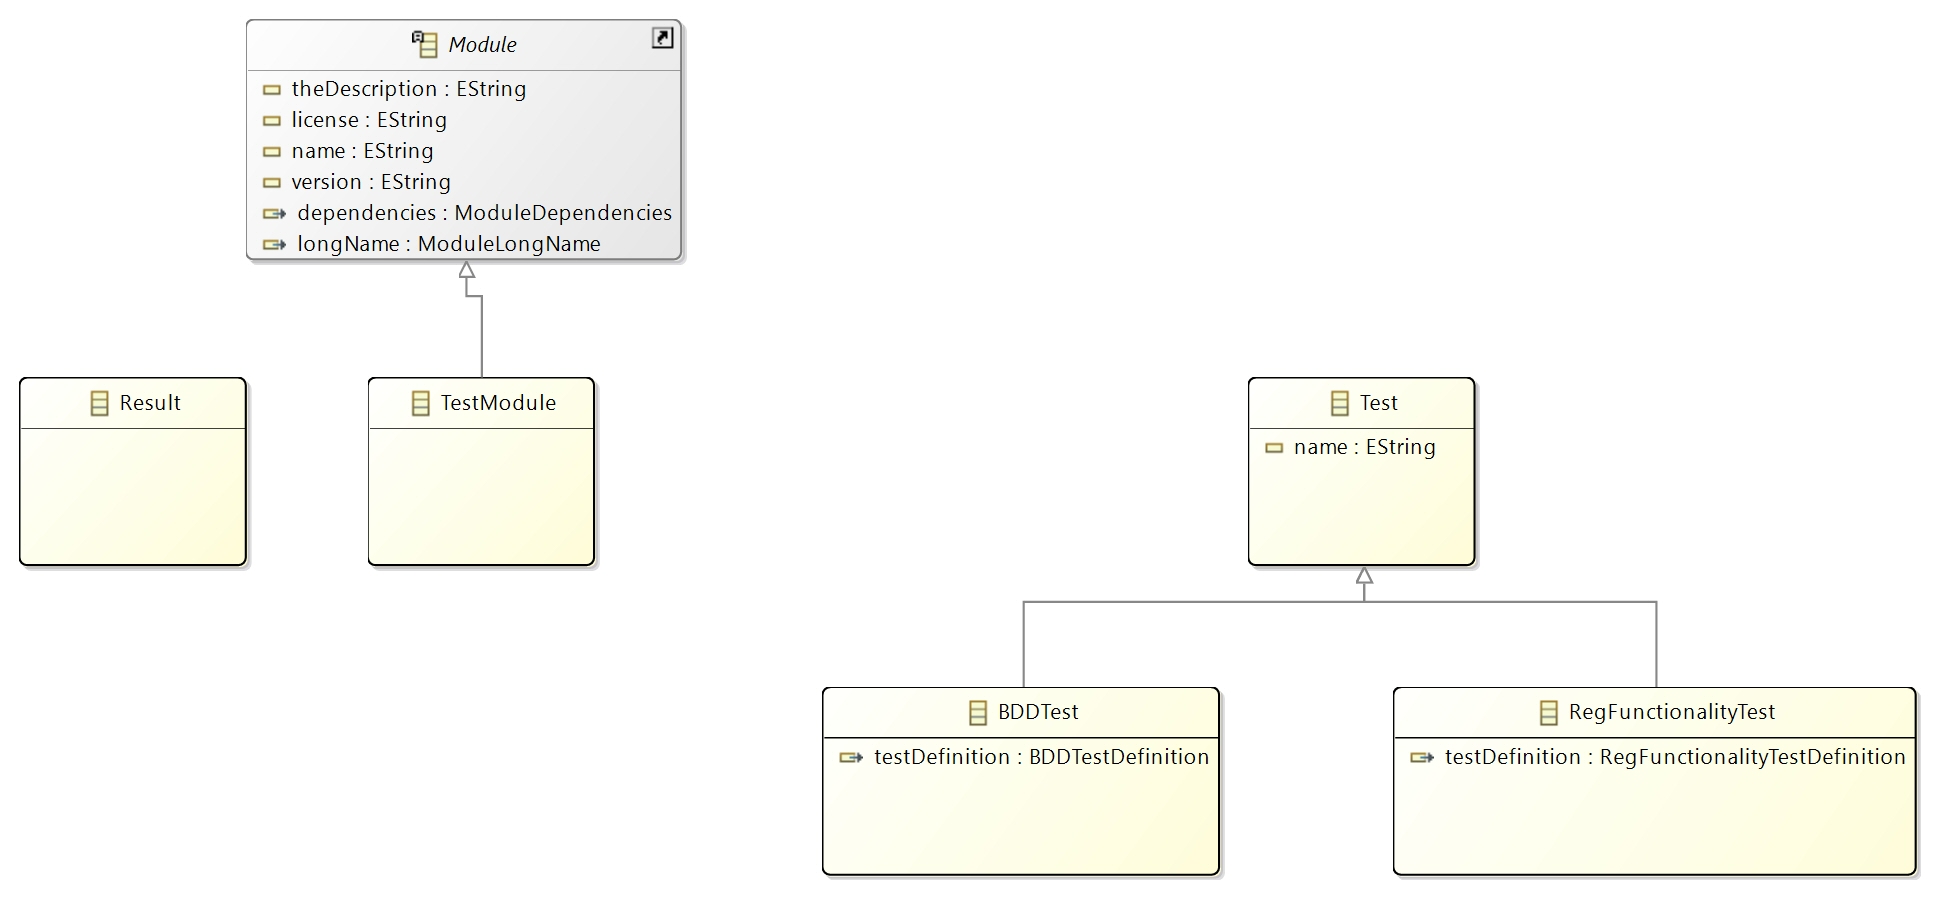 Module
theDescription : EString
license : EString
name : EString
version : EString
dependencies : ModuleDependencies
longName : ModuleLongName
Result
TestModule
Test
name : EString
BDDTest
testDefinition : BDDTestDefinition
RegFunctionalityTest
testDefinition : RegFunctionalityTestDefinition